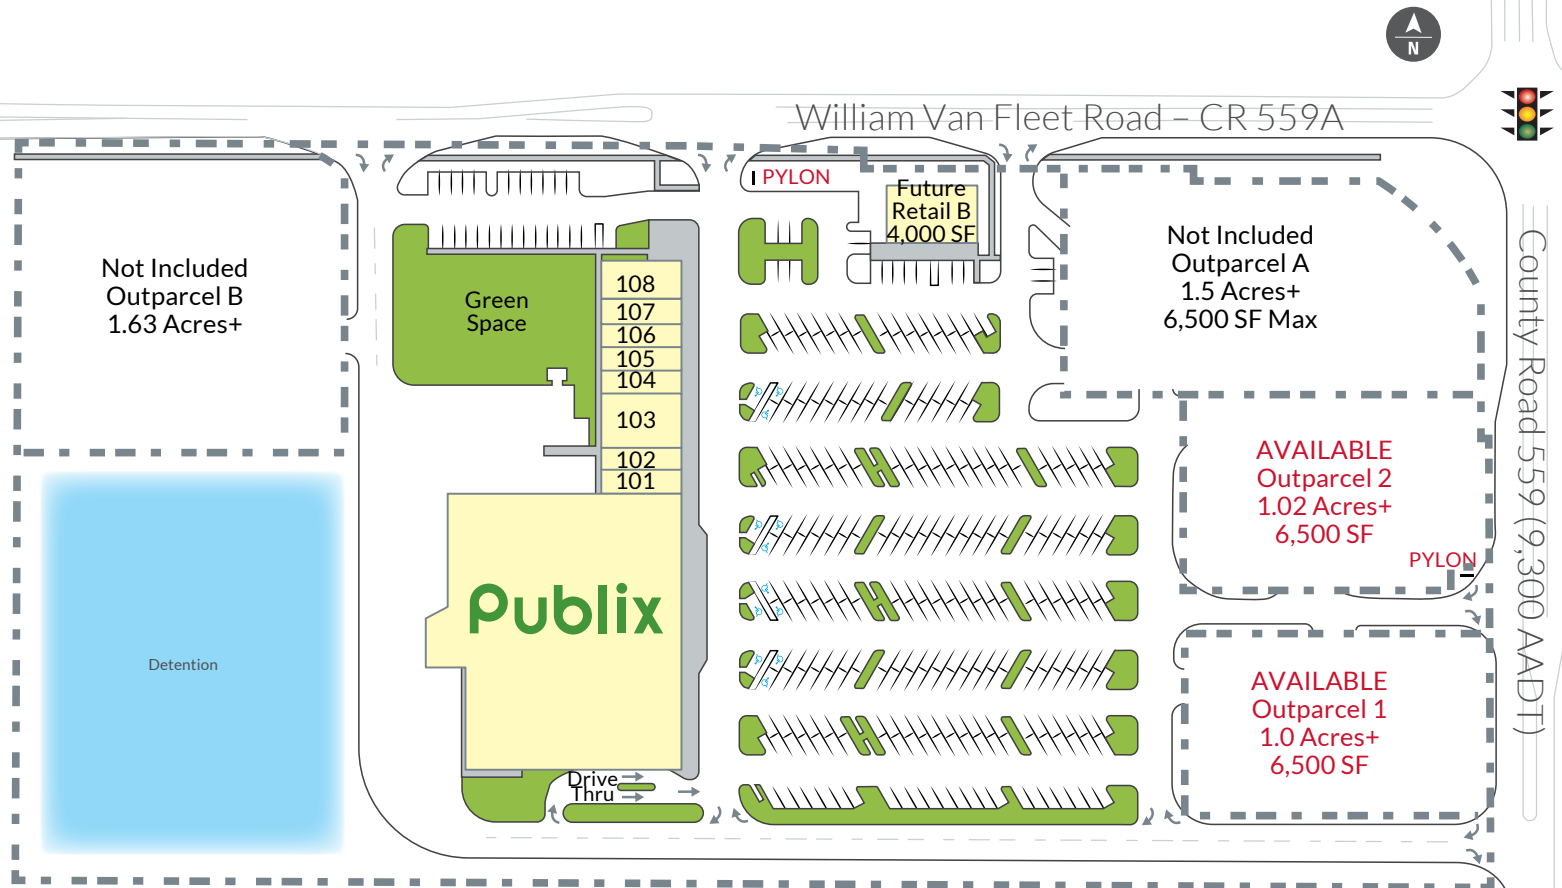 N
William Van Fleet Road – CR 559A
PYLON
Future
Retail B
4,000 SF
Not Included
Outparcel B
1.63 Acres+
Green
Space
108
107
106
105
104
103
102
101
Not Included
Outparcel A
1.5 Acres+
6,500 SF Max
County Road 559 (9,300 AADT)
AVAILABLE
Outparcel 2
1.02 Acres+
6,500 SF
PYLON
Publix
Detention
AVAILABLE
Outparcel 1
1.0 Acres+
6,500 SF
Drive
Thru